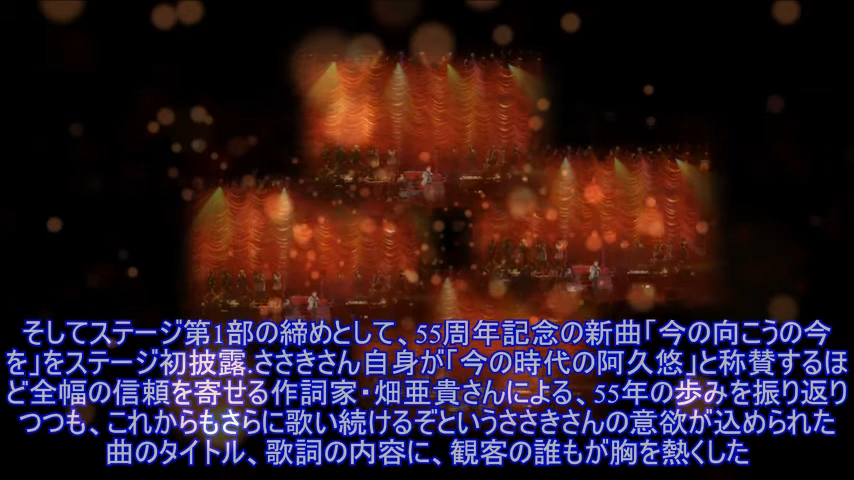 そしてステージ第1部の締めとして、55周年記念の新曲「今の向こうの今
を」をステージ初披露.ささきさん自身が「今の時代の阿久悠」と称賛するほ
ど全幅の信頼を寄せる作詞家・畑亜貴さんによる、55年の歩みを振り返り
つつも、これからもさらに歌い続けるぞというささきさんの意欲が込められた
曲のタイトル、歌詞の内容に、観客の誰もが胸を熱くした